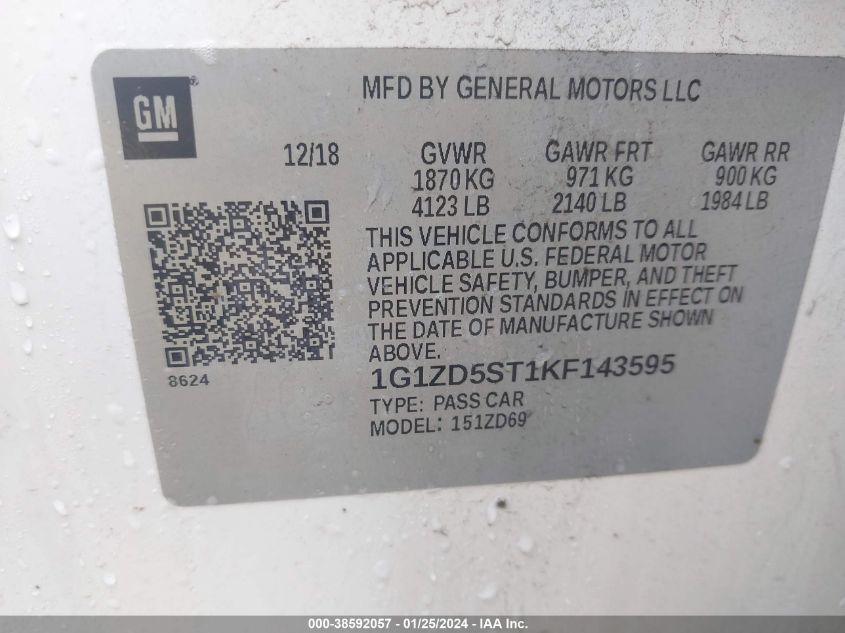 GM®
MFD BY GENERAL MOTORS LLC
12/18
GVWR GAWR FRT GAWR RR
1870 KG 971 KG 900 KG
4123 LB 2140 LB 1984 LB
THIS VEHICLE CONFORMS TO ALL
APPLICABLE U.S. FEDERAL MOTOR
VEHICLE SAFETY, BUMPER, AND THEFT
PREVENTION STANDARDS IN EFFECT ON
THE DATE OF MANUFACTURE SHOWN
ABOVE.
8624
1G1ZD5ST1KF143595
TYPE: PASS CAR
MODEL: 151ZD69
000-38592057 - 01/25/2024 - IAA Inc.